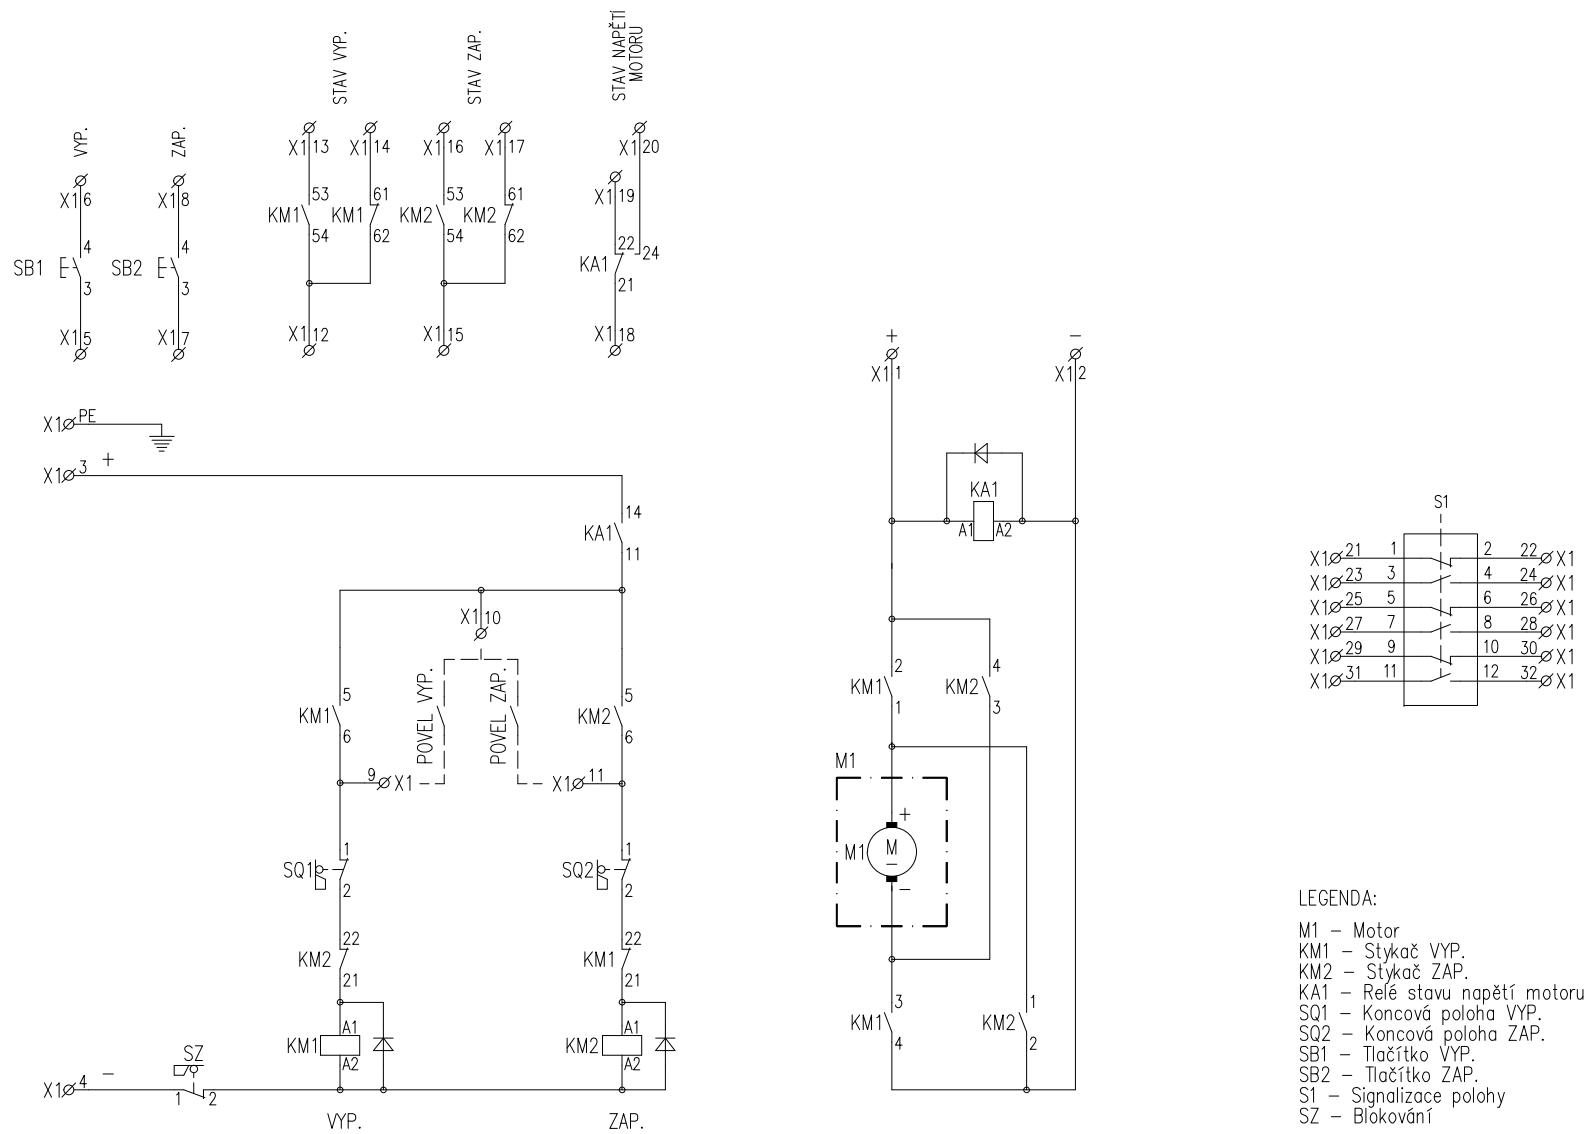 STAV VYP.
STAV ZAP.
STAV NAPĚTÍ
MOTORU
VYP.
ZAP.
X1 13
X1 14
X1 16
X1 17
X1 20
X1 6
X1 8
X1 19
53
61
53
61
KM1
KM1
KM2
KM2
54
62
54
62
4
4
SB1
SB2
3
3
22
24
KA1
21
X1 5
X1 7
X1 12
X1 15
X1 18
+
−
X1 1
X1 2
X1 PE
X1 3 +
14
KA1
11
KA1
A1
A2
X1 10
POVEL VYP.
POVEL ZAP.
5
KM1
6
5
KM2
6
9 X1
X1 11
1
SQ1
2
1
SQ2
2
22
KM2
21
22
KM1
21
A1
KM1
A2
A1
KM2
A2
SZ
X1 4 −
1
2
VYP.
ZAP.
2
KM1
1
4
KM2
3
M1
+
M1
M
−
−
3
KM1
4
1
KM2
2
S1
X1 21 1 2 22 X1
X1 23 3 4 24 X1
X1 25 5 6 26 X1
X1 27 7 8 28 X1
X1 29 9 10 30 X1
X1 31 11 12 32 X1
LEGENDA:
M1 − Motor
KM1 − Stykač VYP.
KM2 − Stykač ZAP.
KA1 − Relé stavu napětí motoru
SQ1 − Koncová poloha VYP.
SQ2 − Koncová poloha ZAP.
SB1 − Tlačítko VYP.
SB2 − Tlačítko ZAP.
S1 − Signalizace polohy
SZ − Blokování